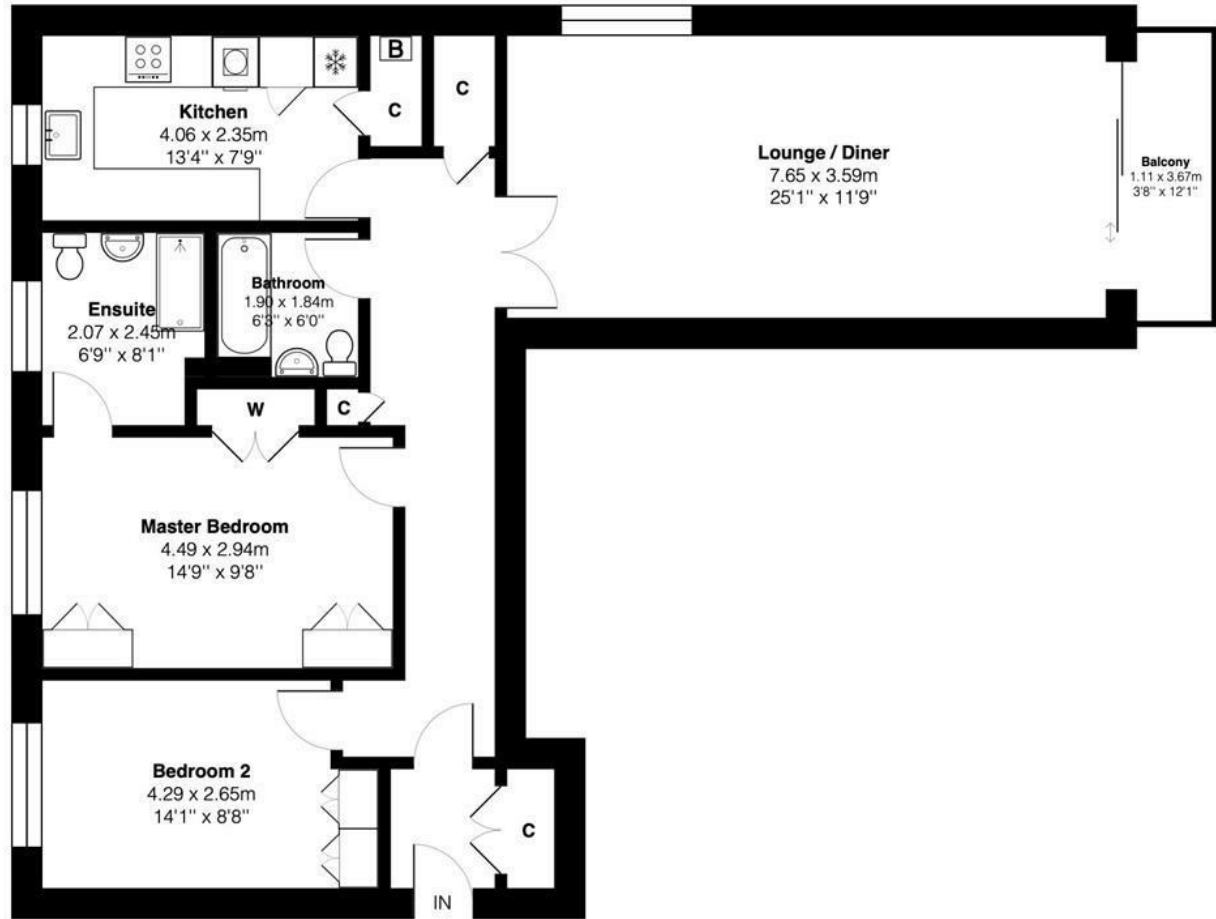 B
C
C
Kitchen
4.06 x 2.35m
13'4" x 7'9"
Lounge / Diner
7.65 x 3.59m
25'1" x 11'9"
Balcony
1.11 x 3.67m
3'8" x 12'1"
Bathroom
1.90 x 1.84m
6'3" x 6'0"
Ensuite
2.07 x 2.45m
6'9" x 8'1"
W
C
Master Bedroom
4.49 x 2.94m
14'9" x 9'8"
Bedroom 2
4.29 x 2.65m
14'1" x 8'8"
C
IN